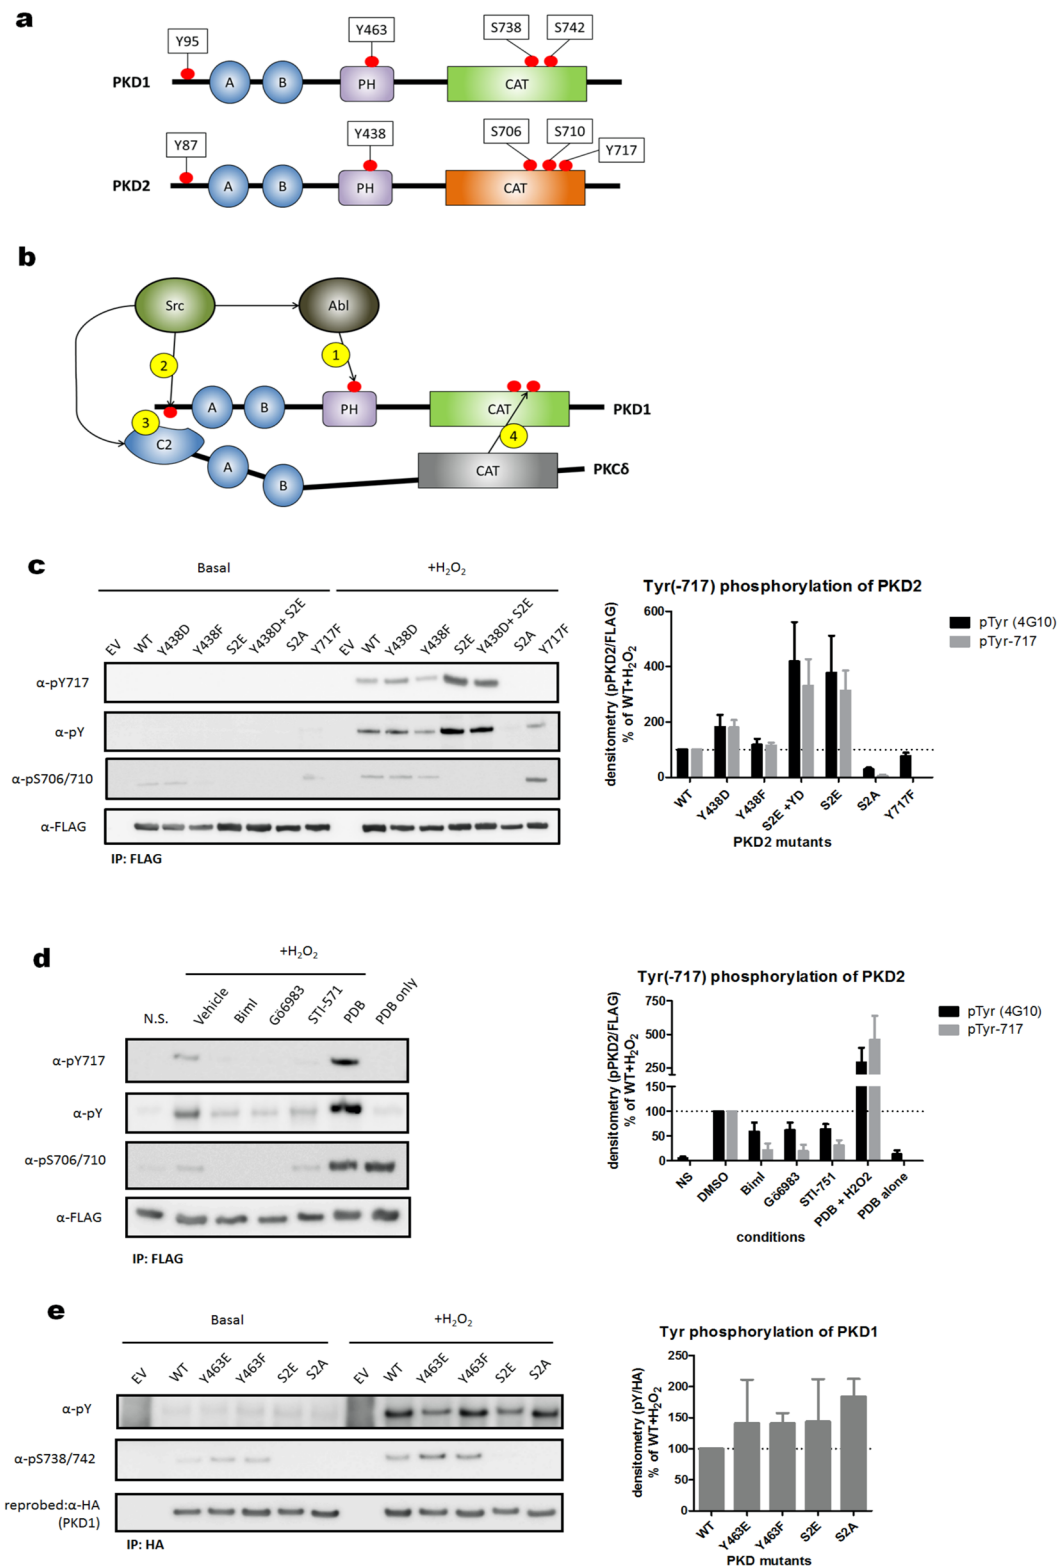 a
Y95
Y463
S738
S742
PKD1
A
B
PH
CAT
Y87
Y438
S706
S710
Y717
PKD2
A
B
PH
CAT
b
Src
Abl
2
1
A
B
PH
CAT
PKD1
3
C2
4
A
B
CAT
PKCδ
c
Basal
+H₂O₂
EV
WT
Y438D
Y438F
S2E
Y438D+ S2E
S2A
Y717F
EV
WT
Y438D
Y438F
S2E
Y438D+ S2E
S2A
Y717F
α-pY717
α-pY
α-pS706/710
α-FLAG
IP: FLAG
Tyr(-717) phosphorylation of PKD2
pTyr (4G10)
pTyr-717
densitometry (pPKD2/FLAG)
% of WT+H₂O₂
600
400
200
0
WT
Y438D
Y438F
S2E +YD
S2E
S2A
Y717F
PKD2 mutants
d
+H₂O₂
N.S.
Vehicle
BimI
Gö6983
STI-571
PDB
PDB only
α-pY717
α-pY
α-pS706/710
α-FLAG
IP: FLAG
Tyr(-717) phosphorylation of PKD2
pTyr (4G10)
pTyr-717
densitometry (pPKD2/FLAG)
% of WT+H₂O₂
750
500
250
150
100
50
0
NS
DMSO
BimI
Gö6983
STI-751
PDB + H2O2
PDB alone
conditions
e
Basal
+H₂O₂
EV
WT
Y463E
Y463F
S2E
S2A
EV
WT
Y463E
Y463F
S2E
S2A
α-pY
α-pS738/742
reprobed:α-HA
(PKD1)
IP: HA
Tyr phosphorylation of PKD1
densitometry (pY/HA)
% of WT+H₂O₂
250
200
150
100
50
0
WT
Y463E
Y463F
S2E
S2A
PKD mutants